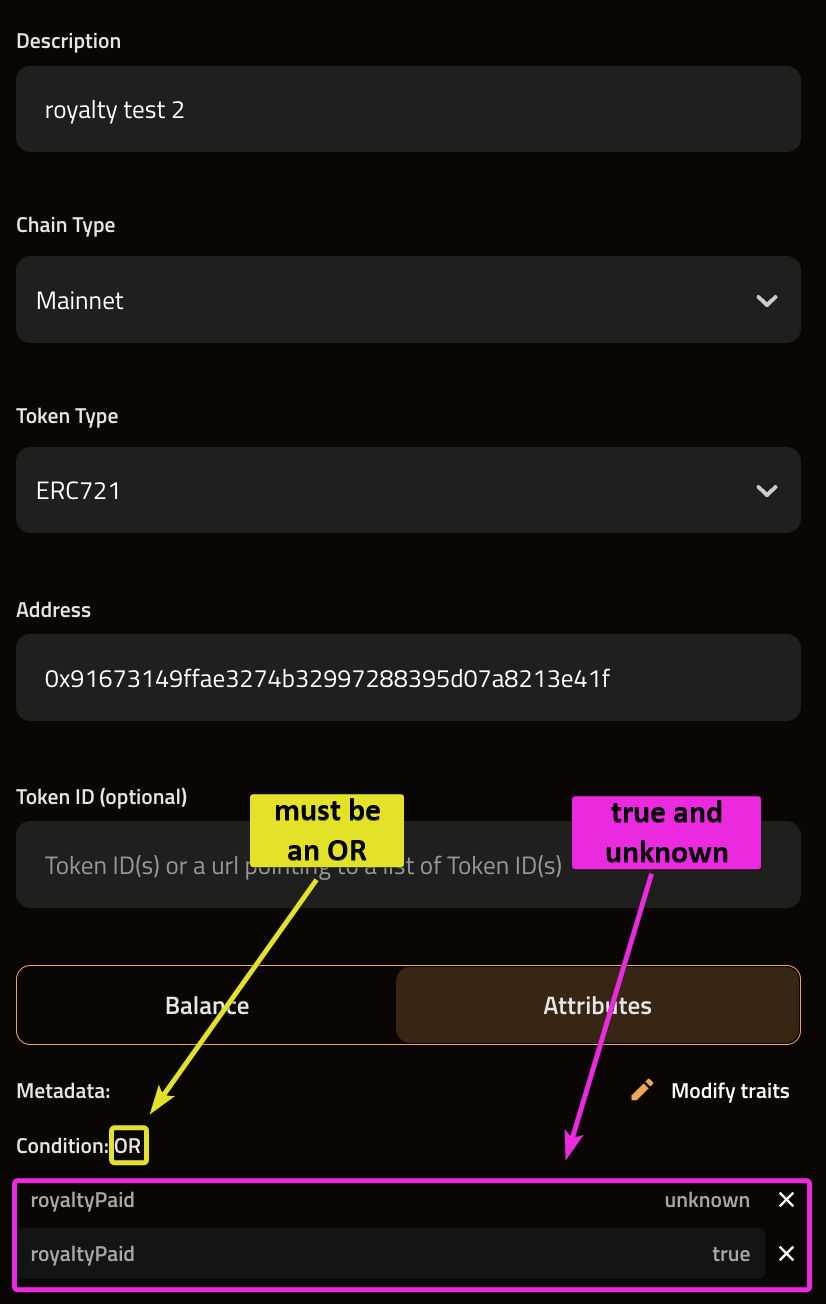 Description
royalty test 2
Chain Type
Mainnet
Token Type
ERC721
Address
0x91673149ffae3274b32997288395d07a8213e41f
Token ID (optional)
must be
an OR
true and
unknown
Token ID(s) or a url pointing to a list of Token ID(s)
Balance
Attributes
Metadata:
Modify traits
Condition: OR
royaltyPaid unknown
royaltyPaid true